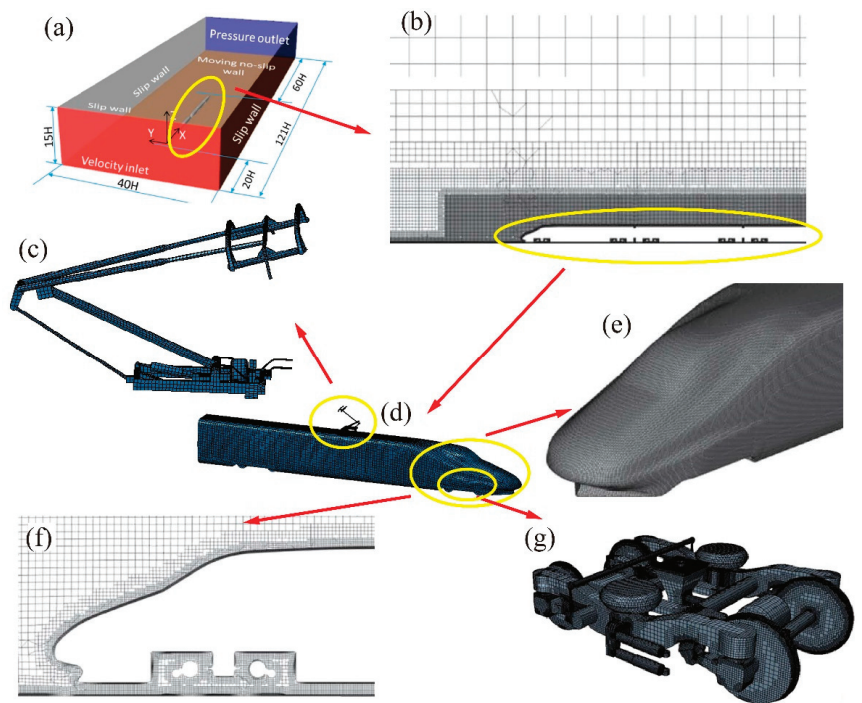 (a)
Pressure outlet
Slip wall
Moving no-slip
wall
Slip wall
Slip wall
Z
Y
X
Velocity inlet
15H
40H
20H
60H
121H
(b)
(c)
(d)
(e)
(f)
(g)